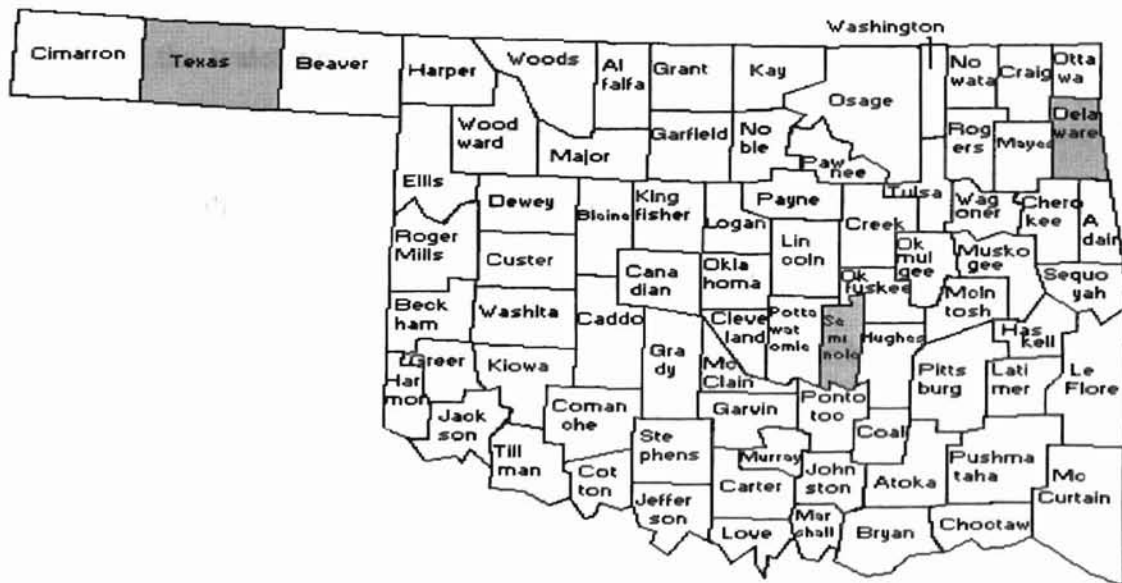 Washington
Cimarron
Texas
Beaver
Harper
Woods
Al
falfa
Grant
Kay
Osage
No
wata
Craig
Otta
wa
Dela
ware
Wood
ward
Major
Garfield
No
ble
Paw
nee
Rog
ers
Mayes
Ellis
Dewey
Blaine
King
fisher
Logan
Payne
Creek
Tulsa
Wag
oner
Chero
kee
A
dain
Roger
Mills
Custer
Cana
dian
Okla
homa
Lin
coln
Ok
mul
gee
Musko
gee
Sequo
yah
Ok
fuskee
McIn
tosh
Beck
ham
Washita
Caddo
Cleve
land
Potta
wat
omie
Se
mi
nole
Hughes
Has
kell
Greer
Kiowa
Gra
dy
Mc
Clain
Pitts
burg
Lati
mer
Le
Flore
Har
mon
Jack
son
Coman
che
Garvin
Ponto
toc
Coal
Till
man
Cot
ton
Ste
phens
Murray
John
ston
Atoka
Pushma
taha
Mc
Curtain
Jeffer
son
Carter
Love
Mar
shall
Bryan
Choctaw